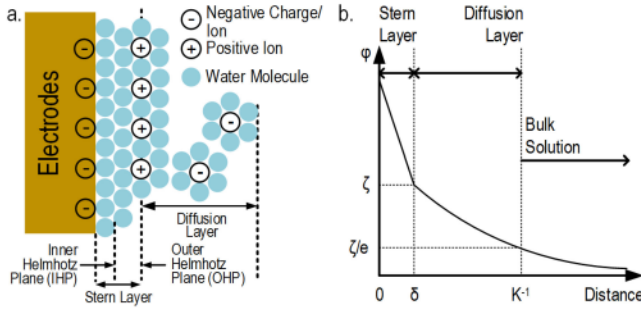 a.
Electrodes
Negative Charge/
Ion
Positive Ion
Water Molecule
Diffusion
Layer
Inner
Helmhotz
Plane (IHP)
Outer
Helmhotz
Plane (OHP)
Stern Layer
b.
Stern
Layer
Diffusion
Layer
φ
Bulk
Solution
ζ
ζ/e
0
δ
K⁻¹
Distance